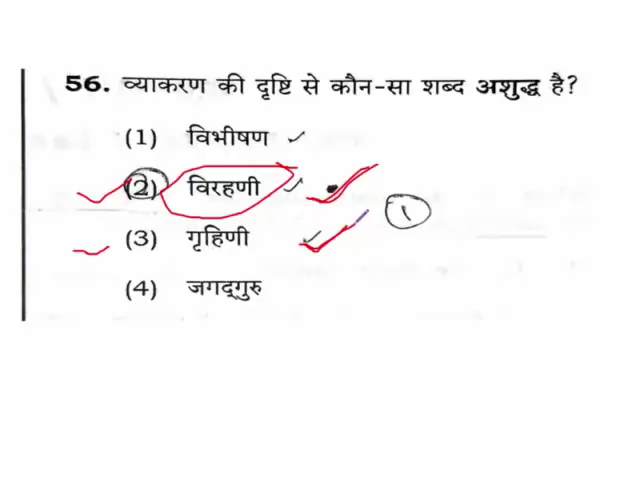 56. व्याकरण की दृष्टि से कौन-सा शब्द अशुद्ध है?
(1) विभीषण
(2) विरहणी
(3) गृहिणी
(4) जगद्‌गुरु